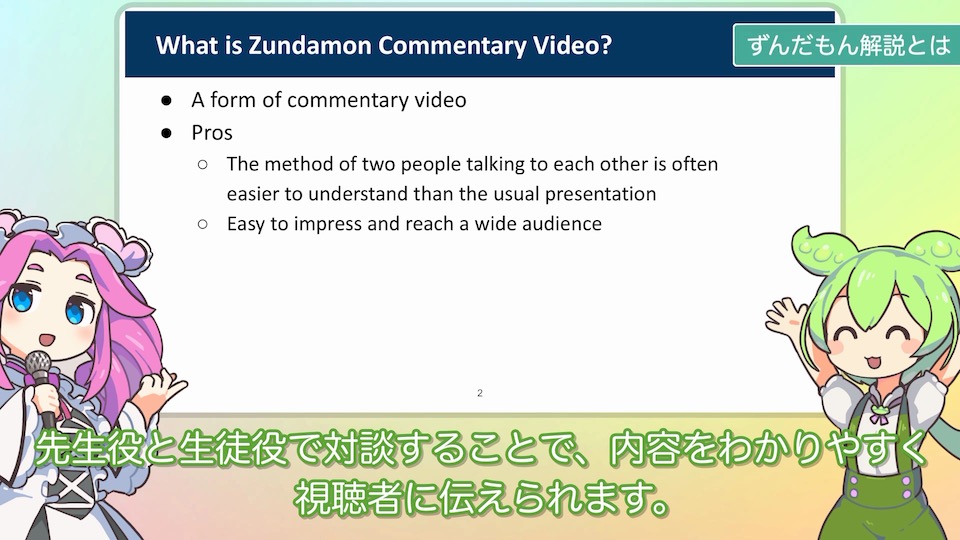 What is Zundamon Commentary Video?
ずんだもん解説とは
● A form of commentary video
● Pros
○ The method of two people talking to each other is often
easier to understand than the usual presentation
○ Easy to impress and reach a wide audience
2
先生役と生徒役で対談することで、内容をわかりやすく
視聴者に伝えられます。